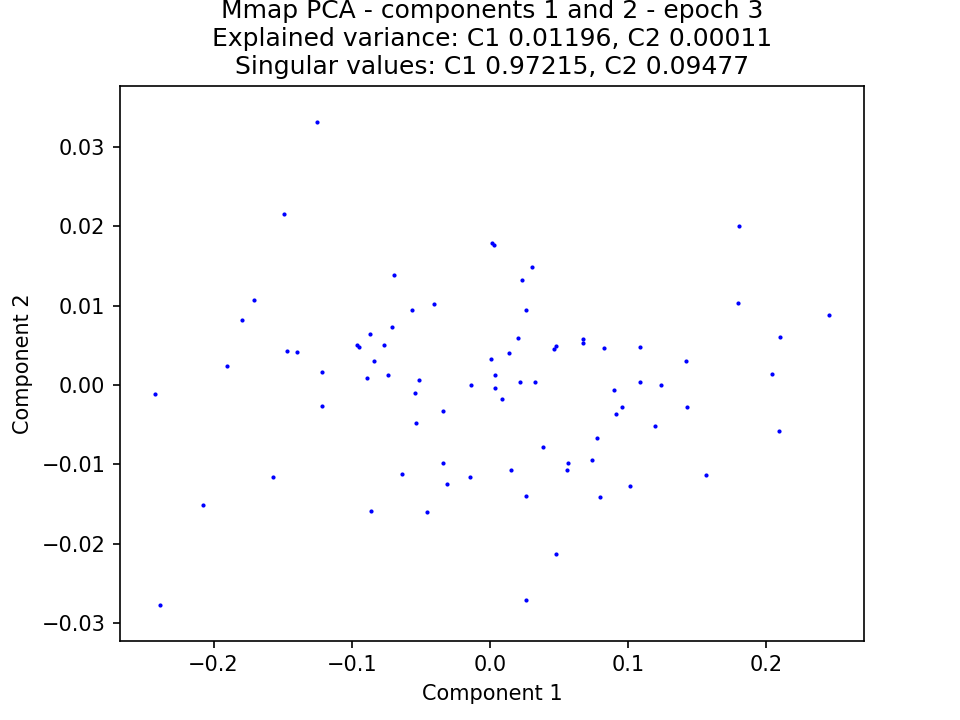 Mmap PCA - components 1 and 2 - epoch 3
Explained variance: C1 0.01196, C2 0.00011
Singular values: C1 0.97215, C2 0.09477
0.03
0.02
0.01
0.00
−0.01
−0.02
−0.03
Component 2
−0.2
−0.1
0.0
0.1
0.2
Component 1